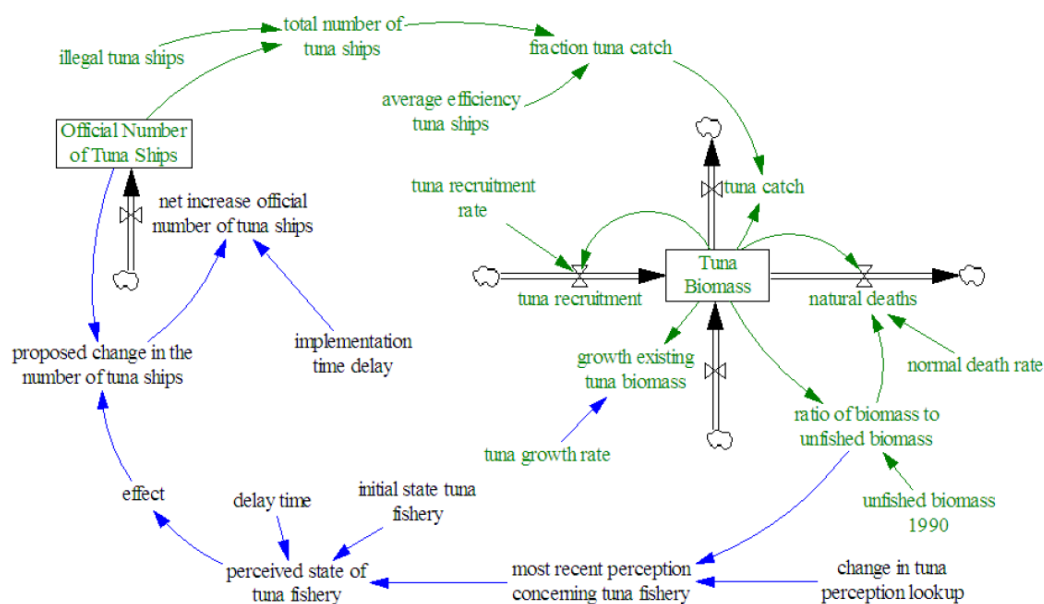 total number of
tuna ships
illegal tuna ships
fraction tuna catch
average efficiency
tuna ships
Official Number
of Tuna Ships
tuna catch
tuna recruitment
rate
net increase official
number of tuna ships
Tuna
Biomass
tuna recruitment
natural deaths
implementation
time delay
proposed change in the
number of tuna ships
growth existing
tuna biomass
normal death rate
ratio of biomass to
unfished biomass
tuna growth rate
effect
delay time
initial state tuna
fishery
unfished biomass
1990
perceived state of
tuna fishery
most recent perception
concerning tuna fishery
change in tuna
perception lookup